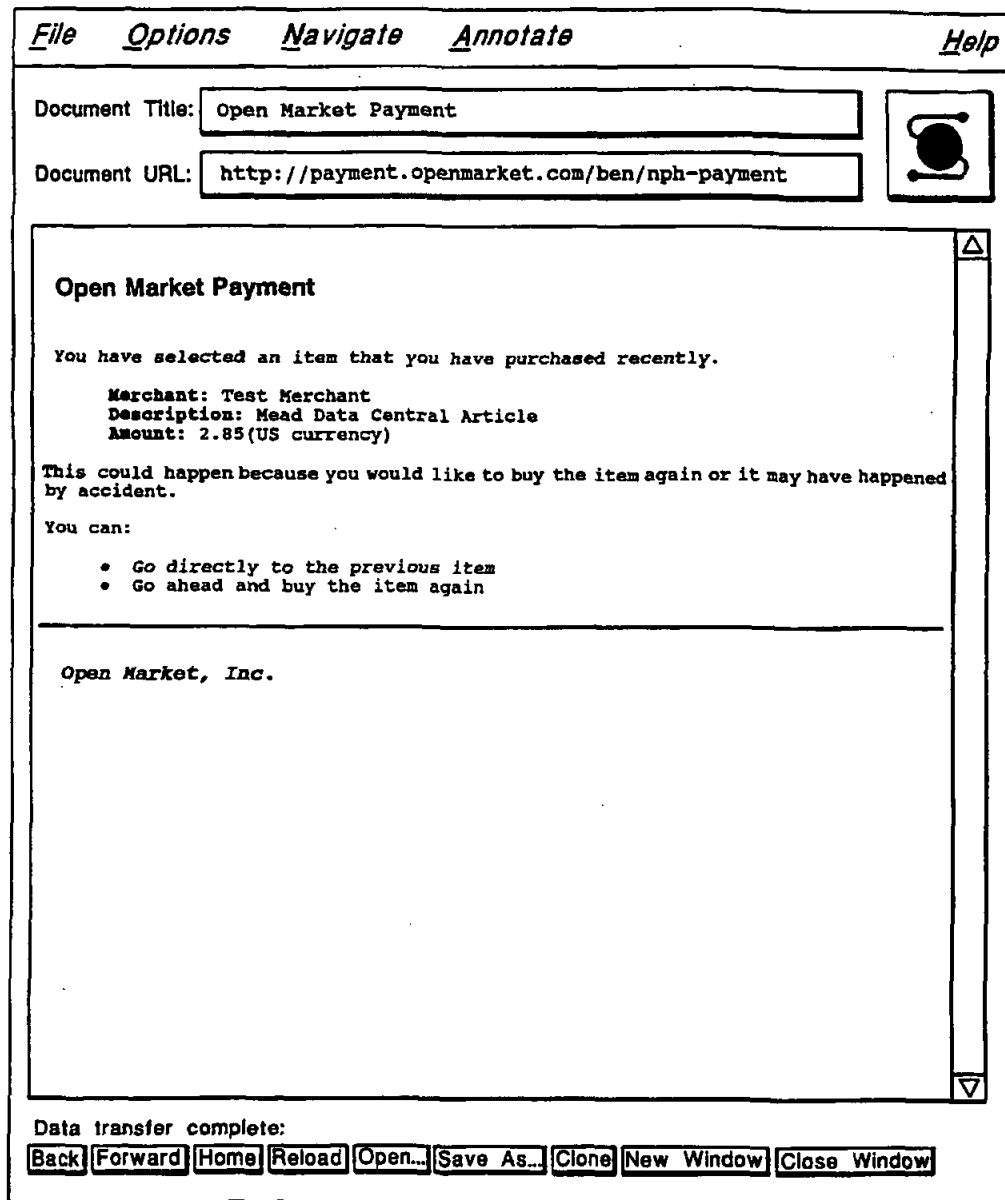 File Options Navigate Annotate Help
Document Title: Open Market Payment
Document URL: http://payment.openmarket.com/ben/nph-payment
Open Market Payment
You have selected an item that you have purchased recently.
Merchant: Test Merchant
Description: Mead Data Central Article
Amount: 2.85(US currency)
This could happen because you would like to buy the item again or it may have happened
by accident.
You can:
• Go directly to the previous item
• Go ahead and buy the item again
Open Market, Inc.
Data transfer complete:
Back Forward Home Reload Open... Save As... Clone New Window Close Window